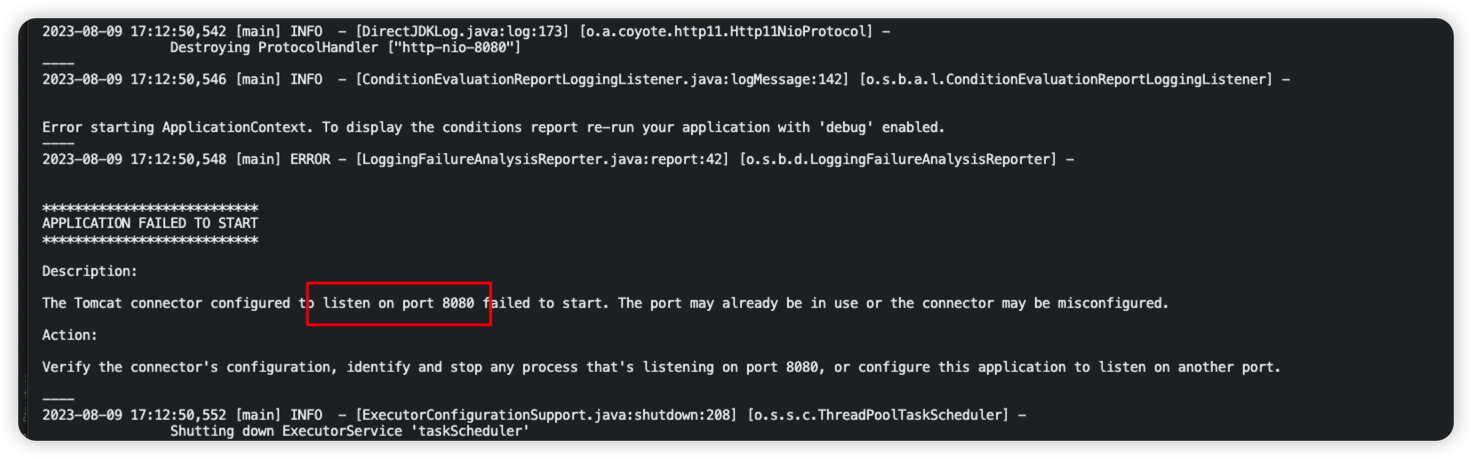 2023-08-09 17:12:50,542 [main] INFO  - [DirectJDKLog.java:log:173] [o.a.coyote.http11.Http11NioProtocol] -
Destroying ProtocolHandler ["http-nio-8080"]
----
2023-08-09 17:12:50,546 [main] INFO  - [ConditionEvaluationReportLoggingListener.java:logMessage:142] [o.s.b.a.l.ConditionEvaluationReportLoggingListener] -
Error starting ApplicationContext. To display the conditions report re-run your application with 'debug' enabled.
----
2023-08-09 17:12:50,548 [main] ERROR - [LoggingFailureAnalysisReporter.java:report:42] [o.s.b.d.LoggingFailureAnalysisReporter] -
***************************
APPLICATION FAILED TO START
***************************
Description:
The Tomcat connector configured to listen on port 8080 failed to start. The port may already be in use or the connector may be misconfigured.
Action:
Verify the connector's configuration, identify and stop any process that's listening on port 8080, or configure this application to listen on another port.
----
2023-08-09 17:12:50,552 [main] INFO  - [ExecutorConfigurationSupport.java:shutdown:208] [o.s.s.c.ThreadPoolTaskScheduler] -
Shutting down ExecutorService 'taskScheduler'